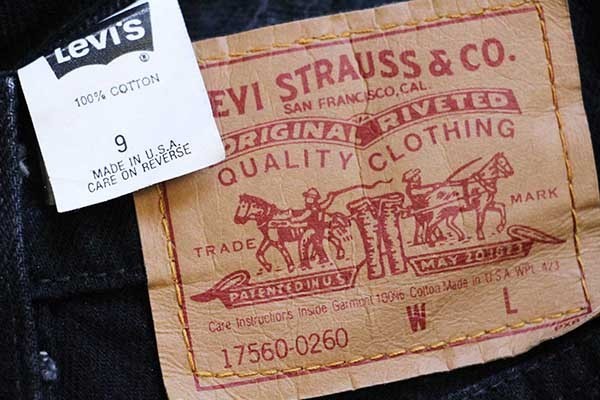 Levi's
®
100% COTTON
9
MADE IN U.S.A.
CARE ON REVERSE
EVI STRAUSS & CO.
SAN FRANCISCO, CAL.
ORIGINAL RIVETED
QUALITY CLOTHING
TRADE MARK
PATENTED IN U.S. MAY 20 1873
Care Instructions Inside Garment 100% Cotton Made in U S A WPL 423
W L
17560-0260